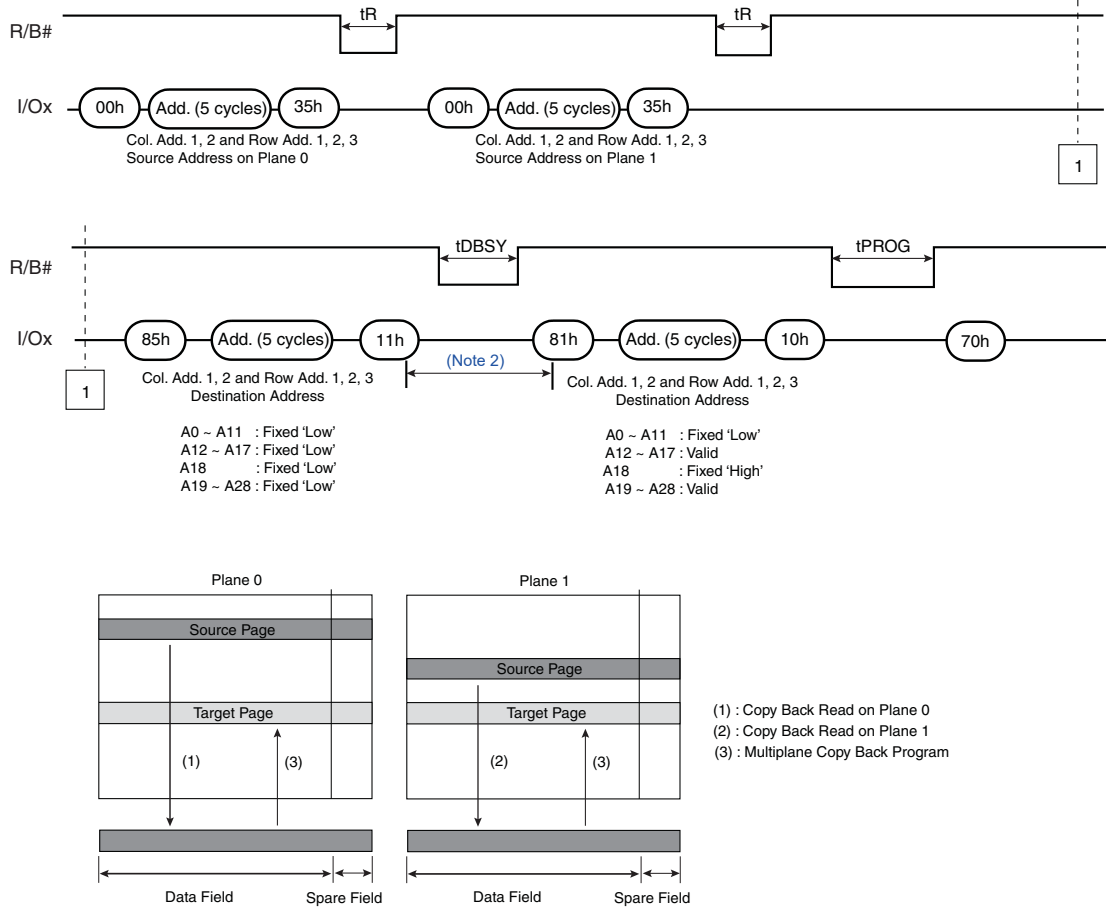 tR tR
R/B#
I/Ox 00h Add. (5 cycles) 35h 00h Add. (5 cycles) 35h
Col. Add. 1, 2 and Row Add. 1, 2, 3 Col. Add. 1, 2 and Row Add. 1, 2, 3
Source Address on Plane 0 Source Address on Plane 1
1
tDBSY tPROG
R/B#
I/Ox 85h Add. (5 cycles) 11h 81h Add. (5 cycles) 10h 70h
(Note 2)
1
Col. Add. 1, 2 and Row Add. 1, 2, 3 Col. Add. 1, 2 and Row Add. 1, 2, 3
Destination Address Destination Address
A0 ~ A11 : Fixed ‘Low’ A0 ~ A11 : Fixed ‘Low’
A12 ~ A17 : Fixed ‘Low’ A12 ~ A17 : Valid
A18 : Fixed ‘Low’ A18 : Fixed ‘High’
A19 ~ A28 : Fixed ‘Low’ A19 ~ A28 : Valid
Plane 0 Plane 1
Source Page
Source Page
Target Page Target Page
(1) (3) (2) (3)
(1) : Copy Back Read on Plane 0
(2) : Copy Back Read on Plane 1
(3) : Multiplane Copy Back Program
Data Field Spare Field Data Field Spare Field